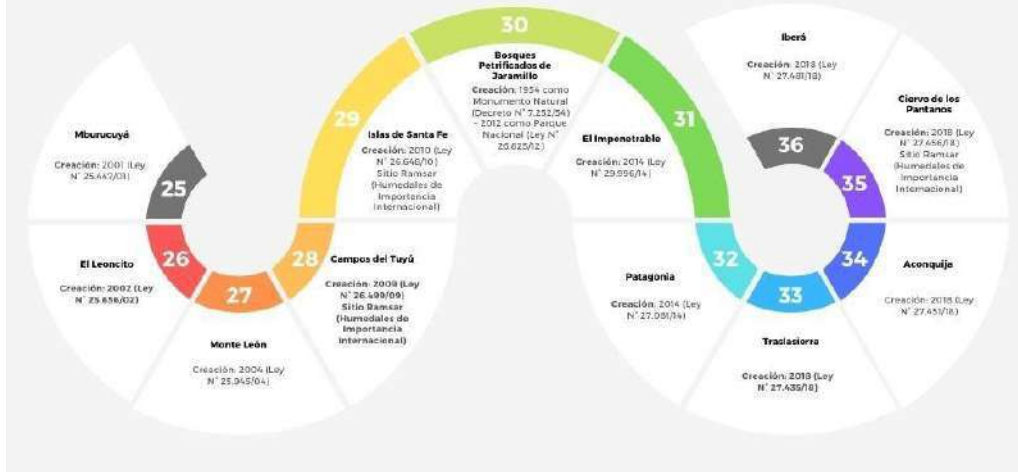 25
Mburucuyá
Creación: 2001 (Ley
N° 25.447/01)
26
El Leoncito
Creación: 2002 (Ley
N° 25.656/02)
27
Monte León
Creación: 2004 (Ley
N° 25.945/04)
28
Campos del Tuyú
Creación: 2009 (Ley
N° 26.499/09)
Sitio Ramsar
(Humedales de
Importancia
Internacional)
29
Islas de Santa Fe
Creación: 2010 (Ley
N° 26.648/10)
Sitio Ramsar
(Humedales de
Importancia
Internacional)
30
Bosques
Petrificados de
Jaramillo
Creación: 1954 como
Monumento Natural
(Decreto N° 7.252/54)
- 2012 como Parque
Nacional (Ley N°
26.825/12)
31
El Impenetrable
Creación: 2014 (Ley
N° 29.996/14)
32
Patagonia
Creación: 2014 (Ley
N° 27.081/14)
33
Traslasierra
Creación: 2018 (Ley
N° 27.435/18)
34
Aconquija
Creación: 2018 (Ley
N° 27.451/18)
35
Ciervo de los
Pantanos
Creación: 2018 (Ley
N° 27.456/18)
Sitio Ramsar
(Humedales de
Importancia
Internacional)
36
Iberá
Creación: 2018 (Ley
N° 27.481/18)